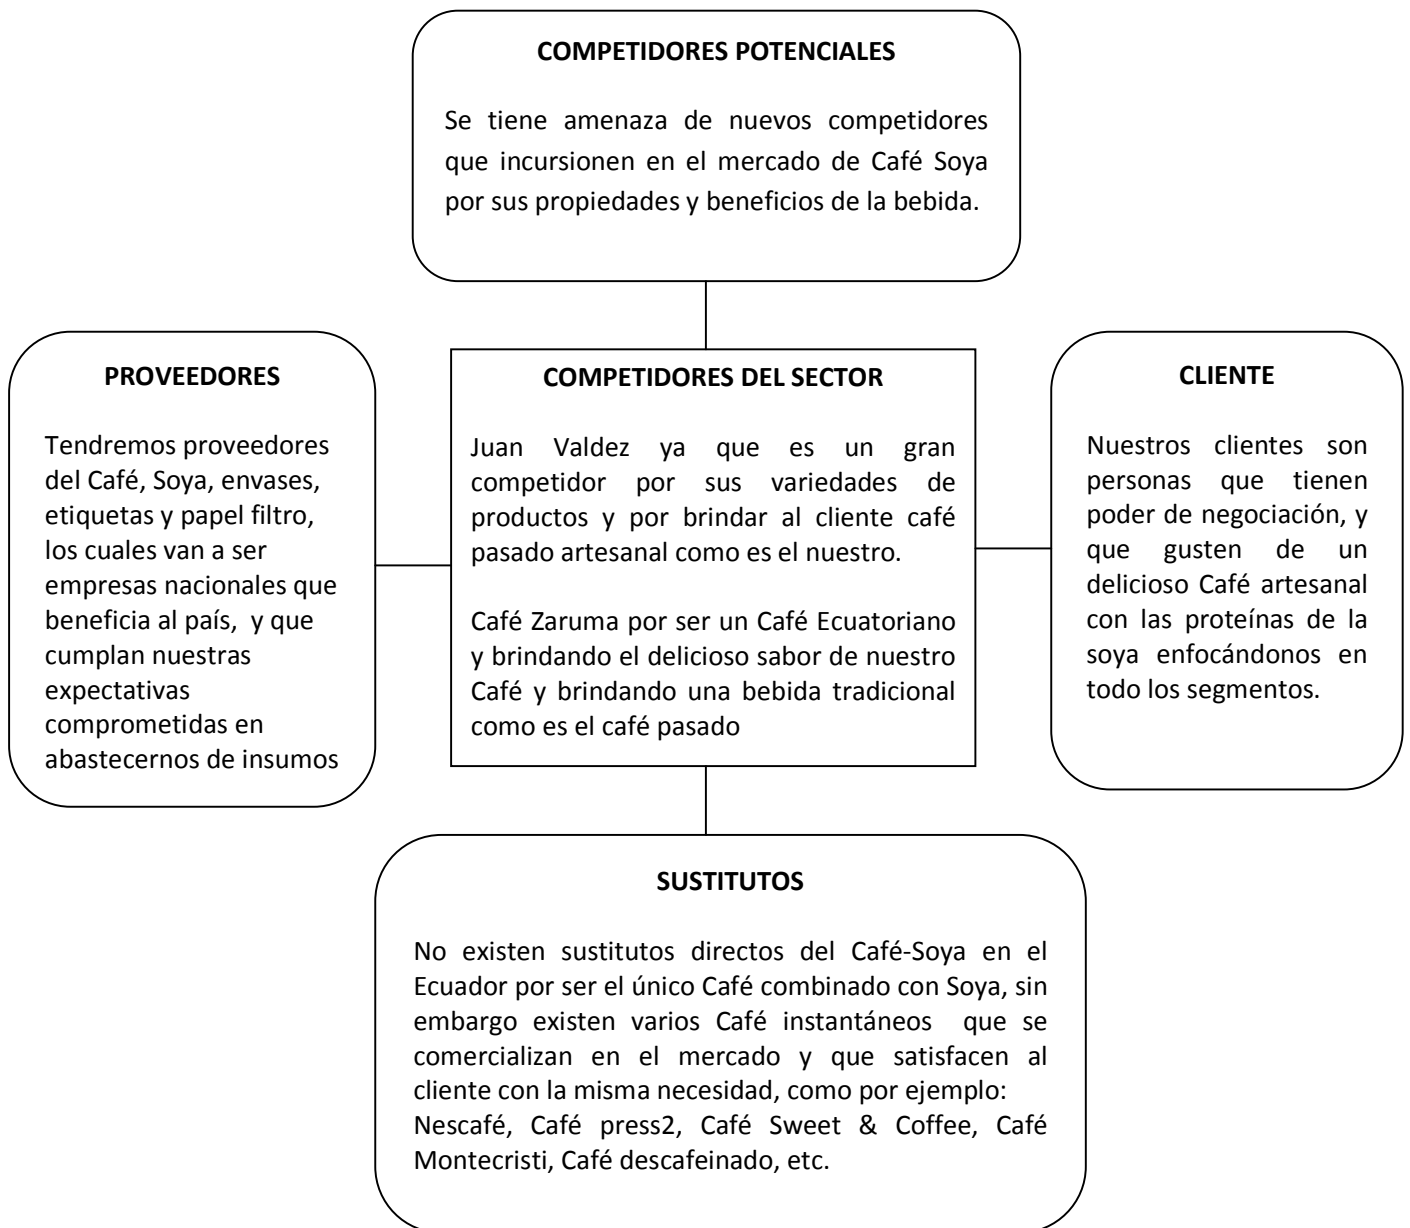 COMPETIDORES POTENCIALES
Se tiene amenaza de nuevos competidores
que incursionen en el mercado de Café Soya
por sus propiedades y beneficios de la bebida.
PROVEEDORES
Tendremos proveedores
del Café, Soya, envases,
etiquetas y papel filtro,
los cuales van a ser
empresas nacionales que
beneficia al país, y que
cumplan nuestras
expectativas
comprometidas en
abastecernos de insumos
COMPETIDORES DEL SECTOR
Juan Valdez ya que es un gran
competidor por sus variedades de
productos y por brindar al cliente café
pasado artesanal como es el nuestro.
Café Zaruma por ser un Café Ecuatoriano
y brindando el delicioso sabor de nuestro
Café y brindando una bebida tradicional
como es el café pasado
CLIENTE
Nuestros clientes son
personas que tienen
poder de negociación, y
que gusten de un
delicioso Café artesanal
con las proteínas de la
soya enfocándonos en
todo los segmentos.
SUSTITUTOS
No existen sustitutos directos del Café-Soya en el
Ecuador por ser el único Café combinado con Soya, sin
embargo existen varios Café instantáneos que se
comercializan en el mercado y que satisfacen al
cliente con la misma necesidad, como por ejemplo:
Nescafé, Café press2, Café Sweet & Coffee, Café
Montecristi, Café descafeinado, etc.